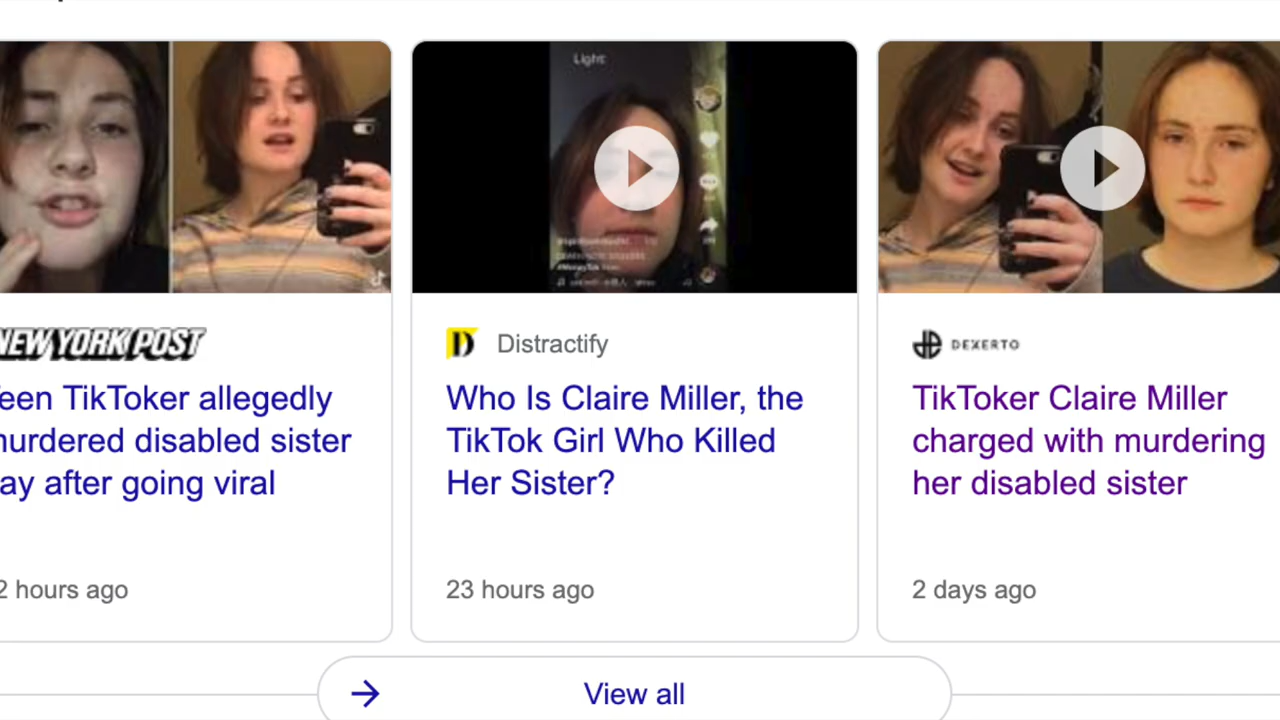 Light
NEW YORK POST
een TikToker allegedly
murdered disabled sister
ay after going viral
2 hours ago
D Distractify
Who Is Claire Miller, the
TikTok Girl Who Killed
Her Sister?
23 hours ago
DEXERTO
TikToker Claire Miller
charged with murdering
her disabled sister
2 days ago
View all